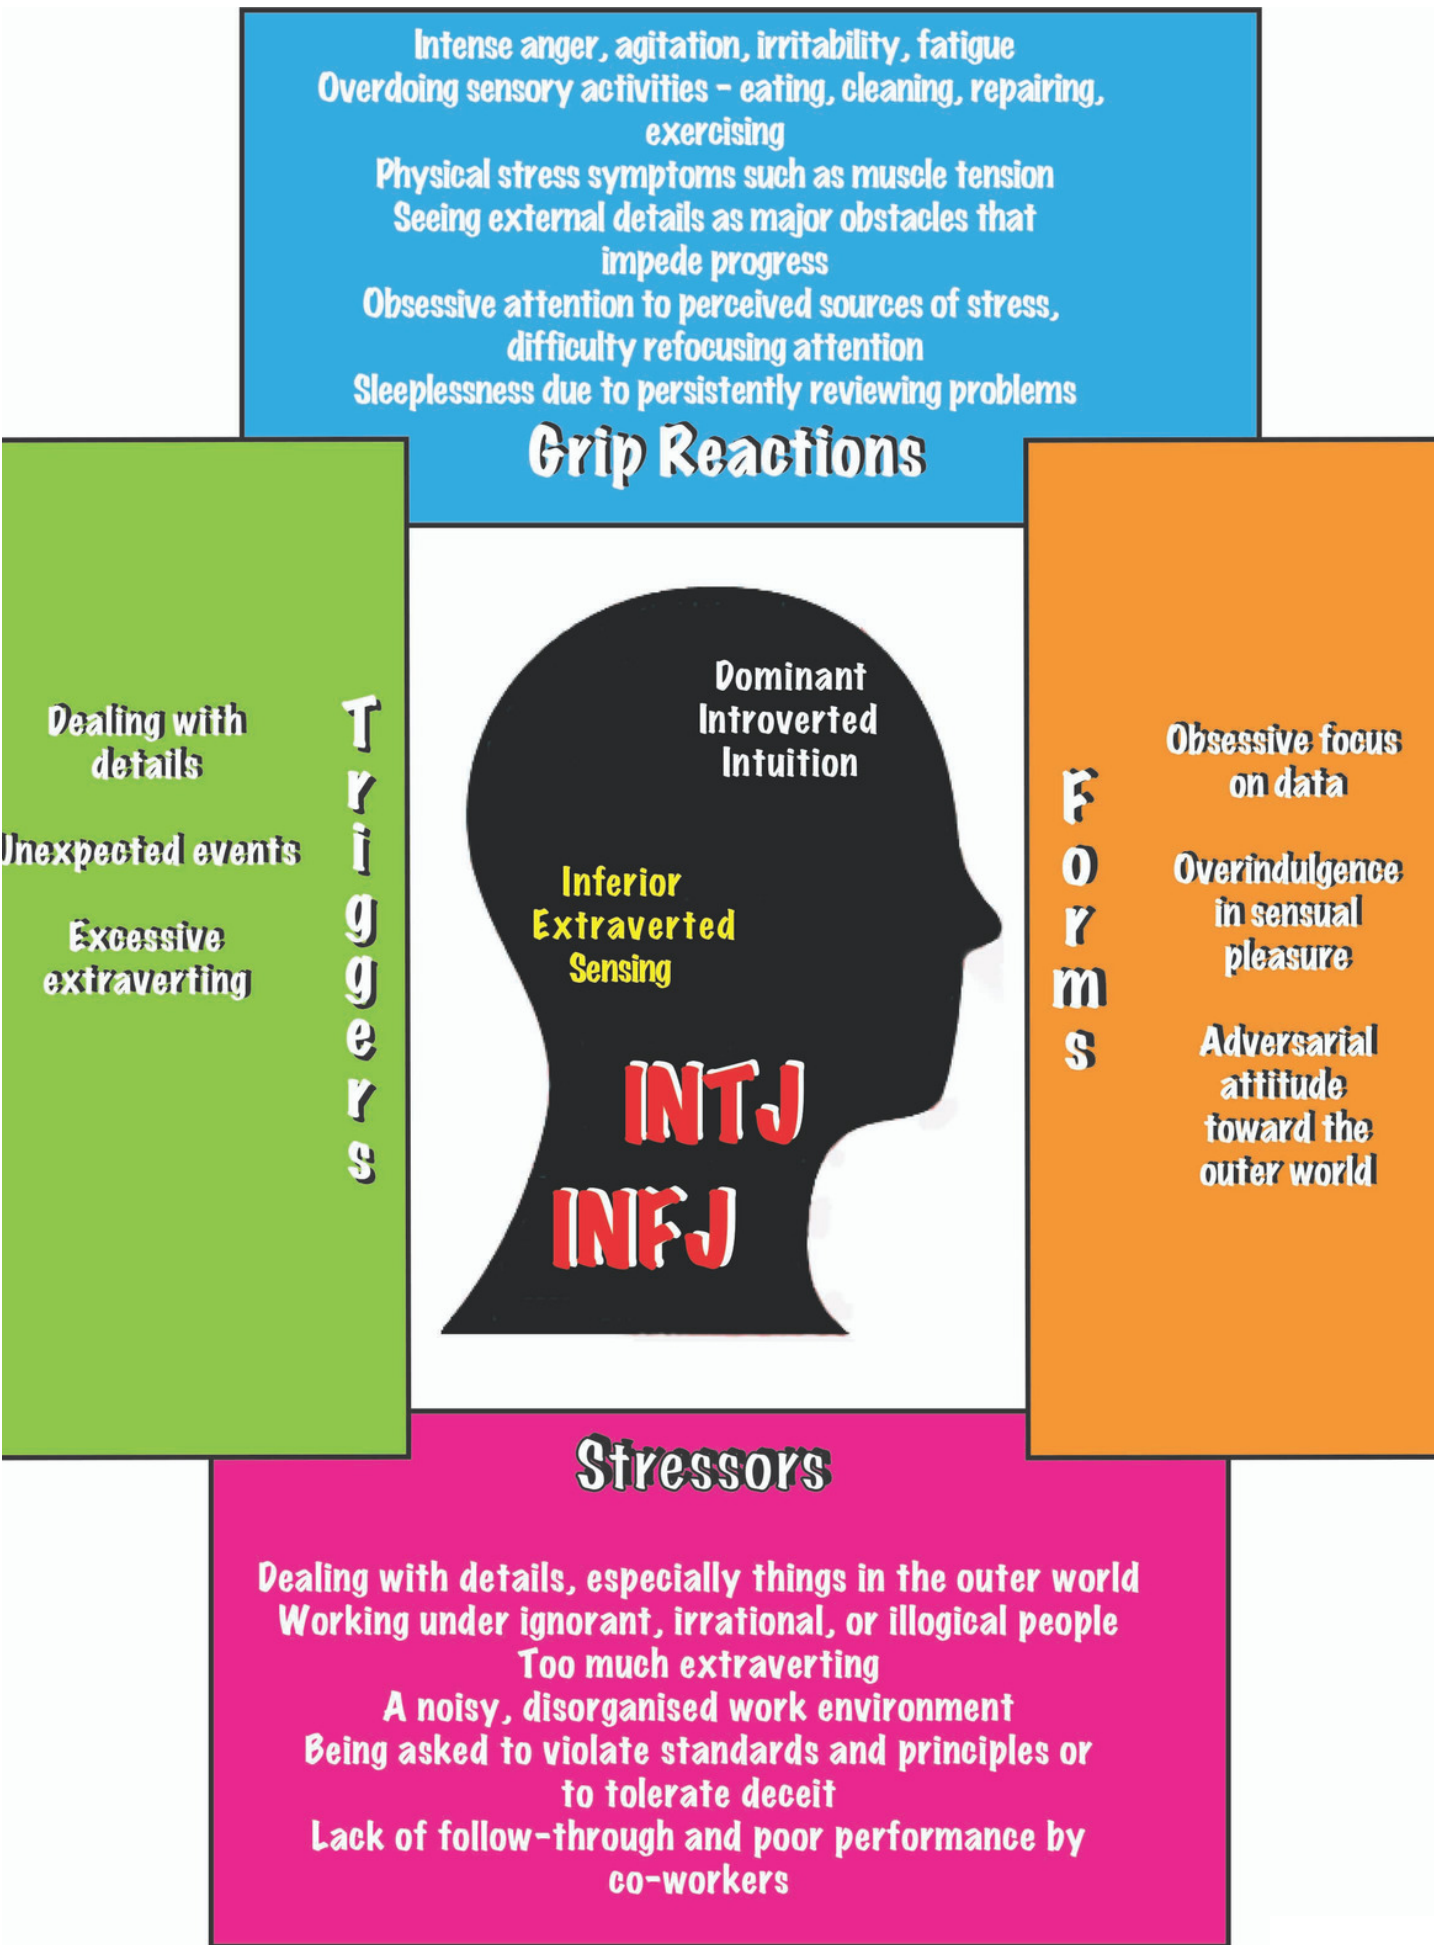 Intense anger, agitation, irritability, fatigue
Overdoing sensory activities - eating, cleaning, repairing,
exercising
Physical stress symptoms such as muscle tension
Seeing external details as major obstacles that
impede progress
Obsessive attention to perceived sources of stress,
difficulty refocusing attention
Sleeplessness due to persistently reviewing problems
Grip Reactions
Triggers
Dealing with
details
Unexpected events
Excessive
extraverting
Dominant
Introverted
Intuition
Inferior
Extraverted
Sensing
INTJ
INFJ
Forms
Obsessive focus
on data
Overindulgence
in sensual
pleasure
Adversarial
attitude
toward the
outer world
Stressors
Dealing with details, especially things in the outer world
Working under ignorant, irrational, or illogical people
Too much extraverting
A noisy, disorganised work environment
Being asked to violate standards and principles or
to tolerate deceit
Lack of follow-through and poor performance by
co-workers